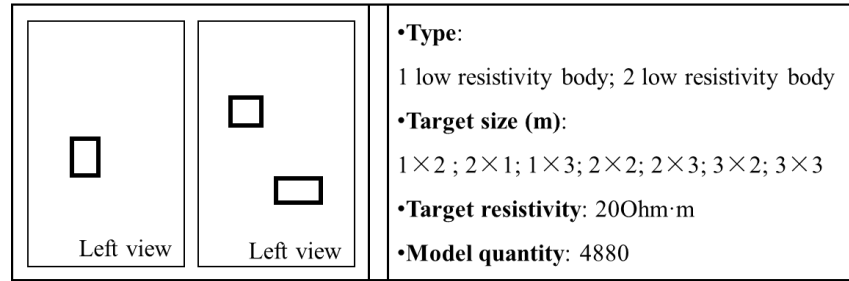 Left view
Left view
•Type:
1 low resistivity body; 2 low resistivity body
•Target size (m):
1×2 ; 2×1; 1×3; 2×2; 2×3; 3×2; 3×3
•Target resistivity: 20Ohm·m
•Model quantity: 4880